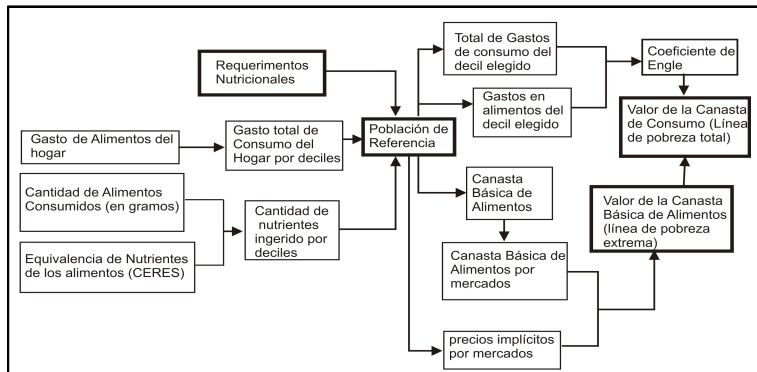 Requerimentos
Nutricionales
Gasto de Alimentos del
hogar
Gasto total de
Consumo del
Hogar por deciles
Cantidad de Alimentos
Consumidos (en gramos)
Equivalencia de Nutrientes
de los alimentos (CERES)
Cantidad de
nutrientes
ingerido por
deciles
Población de
Referencia
Total de Gastos
de consumo del
decil elegido
Gastos en
alimentos del
decil elegido
Canasta
Básica de
Alimentos
Canasta Básica de
Alimentos por
mercados
precios implícitos
por mercados
Coeficiente de
Engle
Valor de la Canasta
de Consumo (Línea
de pobreza total)
Valor de la Canasta
Básica de Alimentos
(línea de pobreza
extrema)